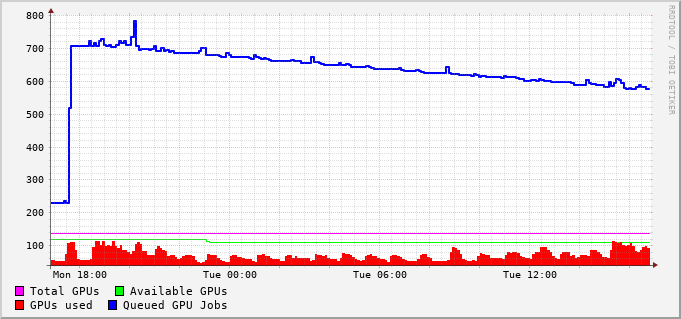 800
700
600
500
400
300
200
100
Mon 18:00 Tue 00:00 Tue 06:00 Tue 12:00
Total GPUs Available GPUs
GPUs used Queued GPU Jobs
RRDTOOL / TOBI OETIKER